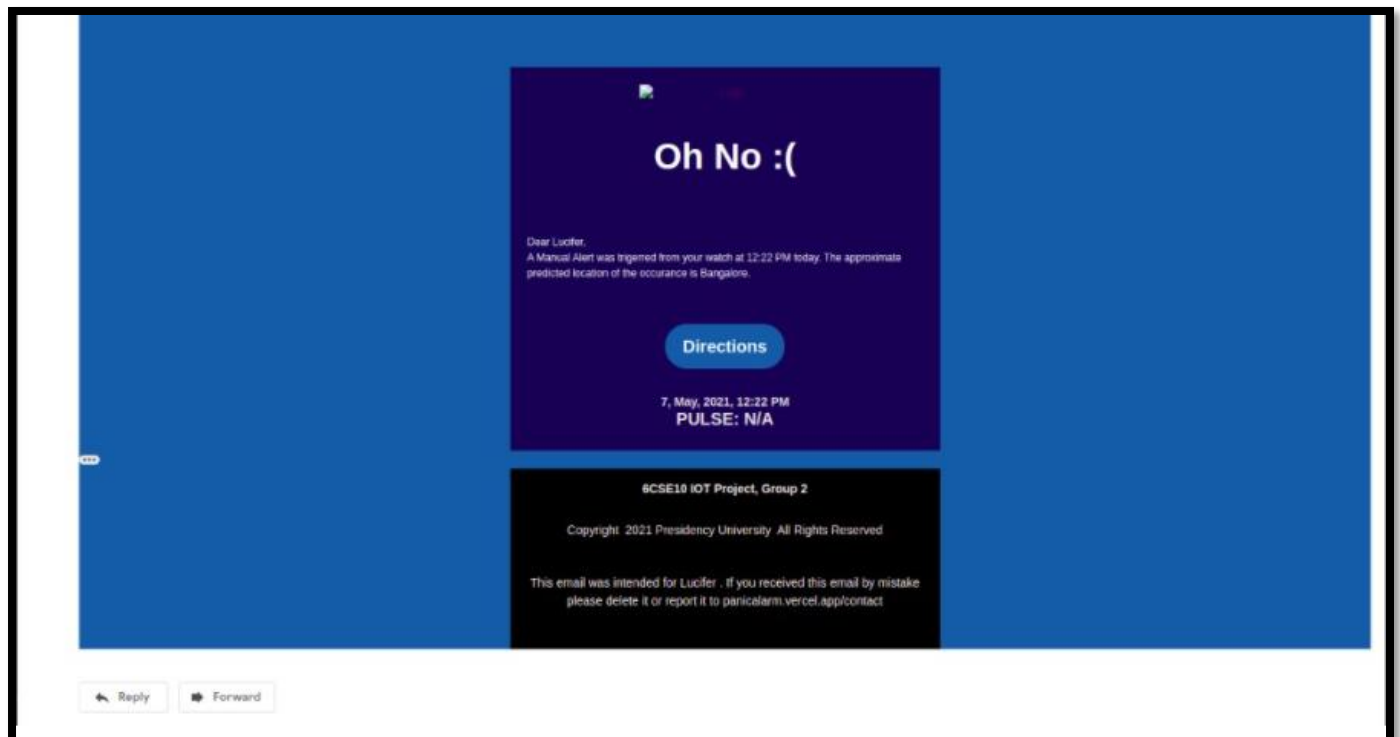 Oh No :(
Dear Lucifer,
A Manual Alert was trigerred from your watch at 12:22 PM today. The approximate
predicted location of the occurance is Bangalore.
Directions
7, May, 2021, 12:22 PM
PULSE: N/A
6CSE10 IOT Project, Group 2
Copyright 2021 Presidency University All Rights Reserved
This email was intended for Lucifer . If you received this email by mistake
please delete it or report it to panicalarm.vercel.app/contact
Reply Forward